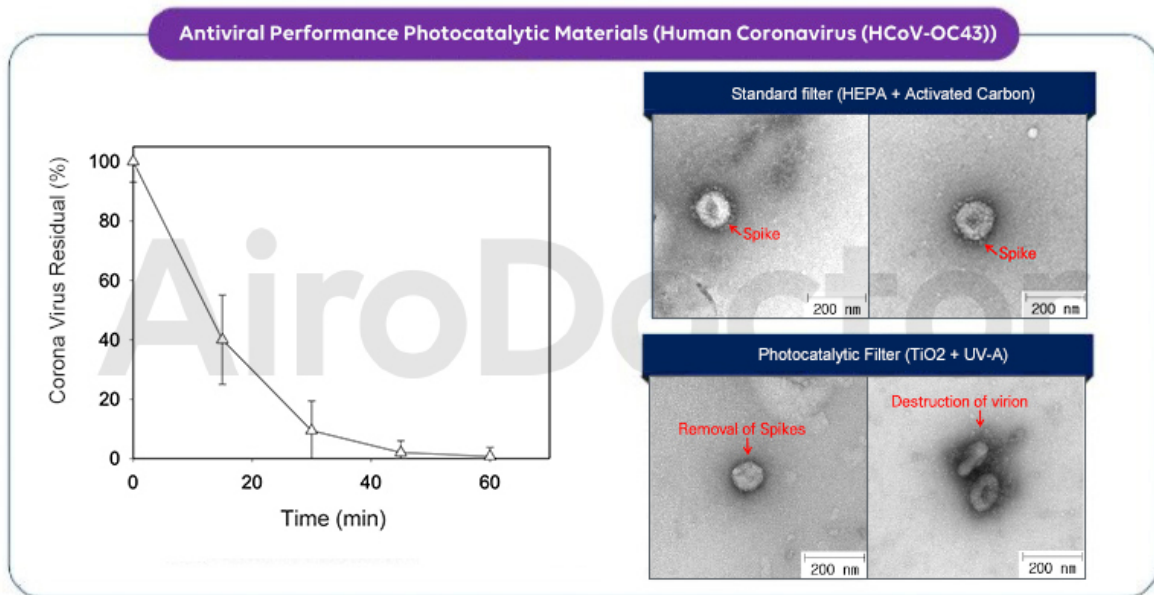 Antiviral Performance Photocatalytic Materials (Human Coronavirus (HCoV-OC43))
Corona Virus Residual (%)
100
80
60
40
20
0
0 20 40 60
Time (min)
AiroDoctor
Standard filter (HEPA + Activated Carbon)
Spike
200 nm
Spike
200 nm
Photocatalytic Filter (TiO2 + UV-A)
Removal of Spikes
200 nm
Destruction of virion
200 nm